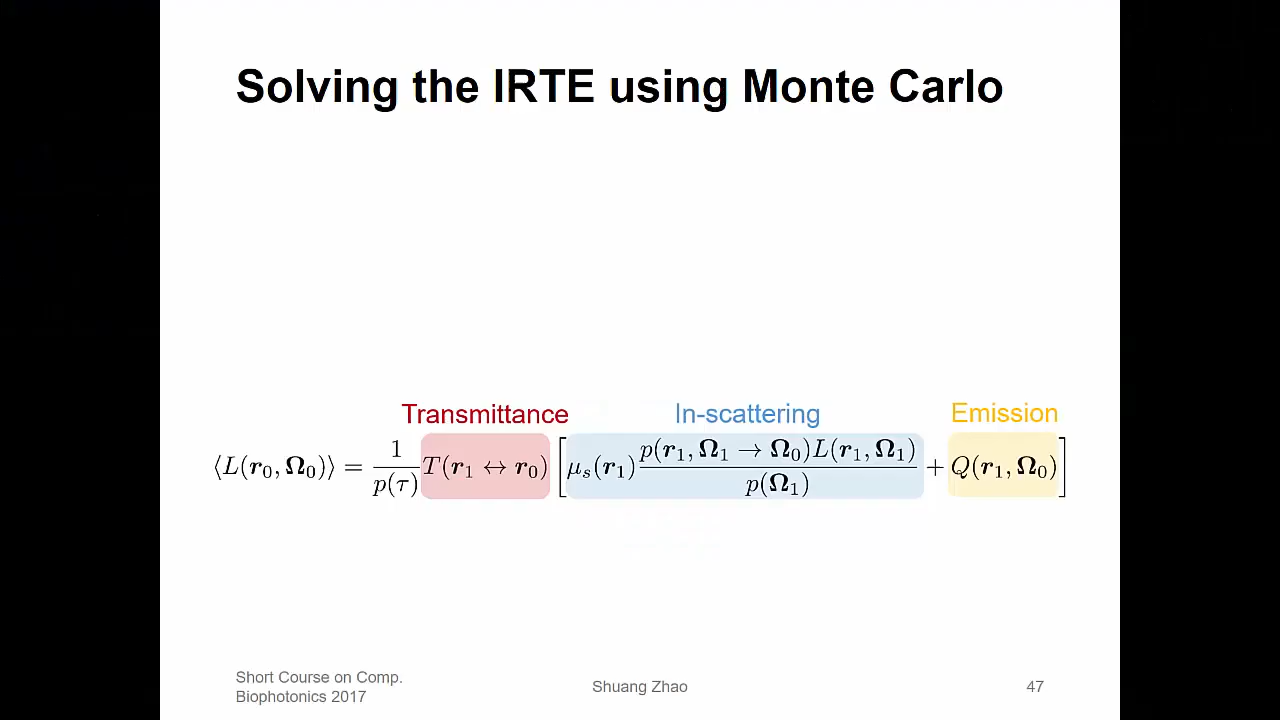 Solving the IRTE using Monte Carlo
Transmittance In-scattering Emission
⟨L(r₀, Ω₀)⟩ = 1/p(τ) T(r₁ ↔ r₀) [ μₛ(r₁) p(r₁, Ω₁ → Ω₀)L(r₁, Ω₁)/p(Ω₁) + Q(r₁, Ω₀) ]
Short Course on Comp.
Biophotonics 2017
Shuang Zhao
47